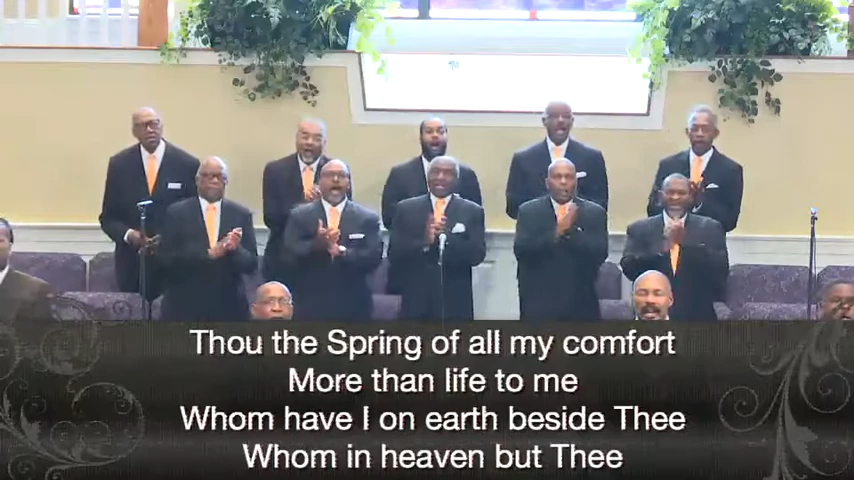 Thou the Spring of all my comfort
More than life to me
Whom have I on earth beside Thee
Whom in heaven but Thee